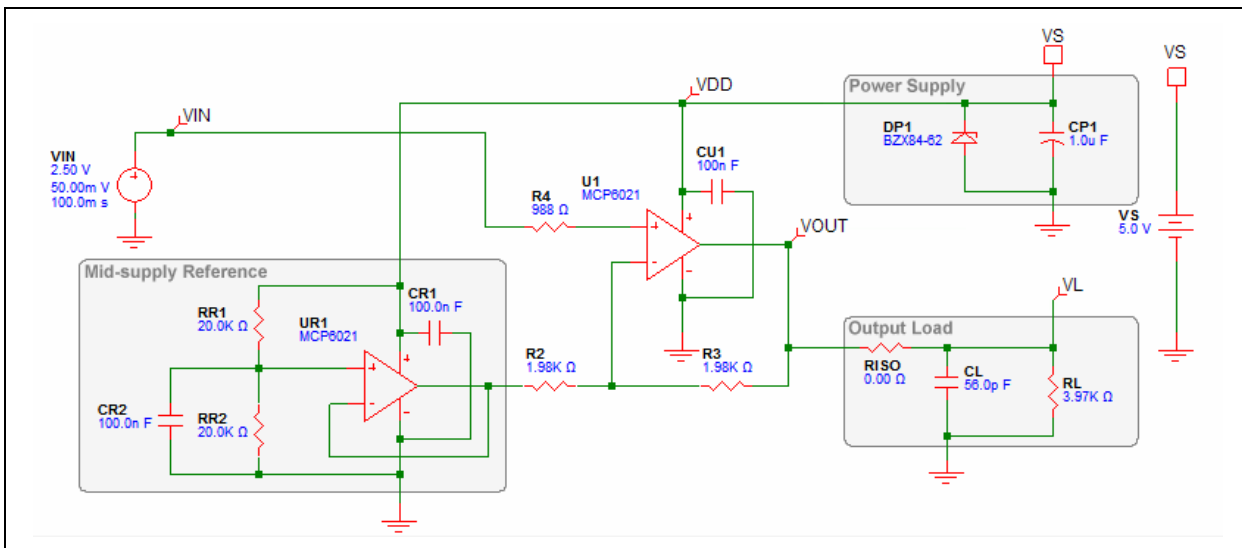 VS
VS
VDD
Power Supply
VIN
DP1
BZX84-62
CP1
1.0u F
VIN
2.50 V
50.00m V
100.0m s
CU1
100n F
R4
988 Ω
U1
MCP6021
VOUT
VS
5.0 V
Mid-supply Reference
CR1
100.0n F
VL
RR1
20.0K Ω
UR1
MCP6021
Output Load
R2
1.98K Ω
R3
1.98K Ω
RISO
0.00 Ω
CL
56.0p F
RL
3.97K Ω
CR2
100.0n F
RR2
20.0K Ω